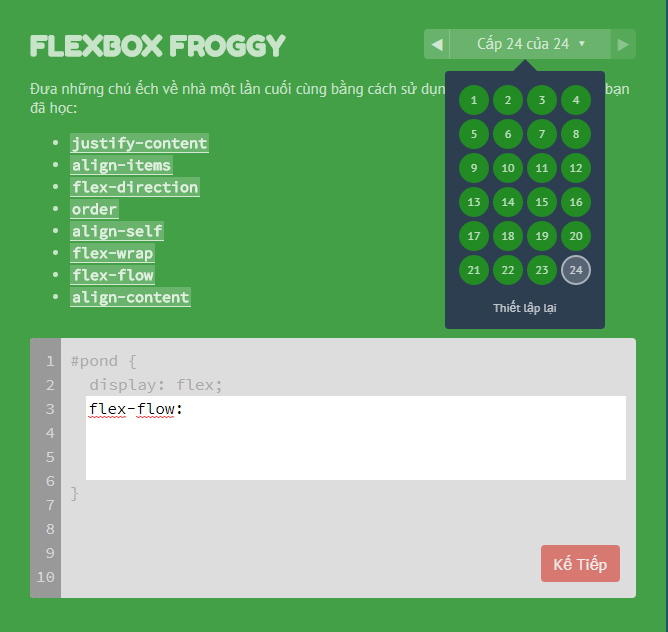 FLEXBOX FROGGY
◀ Cấp 24 của 24 ▼ ▶
Đưa những chú ếch về nhà một lần cuối cùng bằng cách sử dụn bạn
đã học:
• justify-content
• align-items
• flex-direction
• order
• align-self
• flex-wrap
• flex-flow
• align-content
1 2 3 4
5 6 7 8
9 10 11 12
13 14 15 16
17 18 19 20
21 22 23 24
Thiết lập lại
1 #pond {
2 display: flex;
3 flex-flow:
4
5
6
7 }
8
9
10
Kế Tiếp